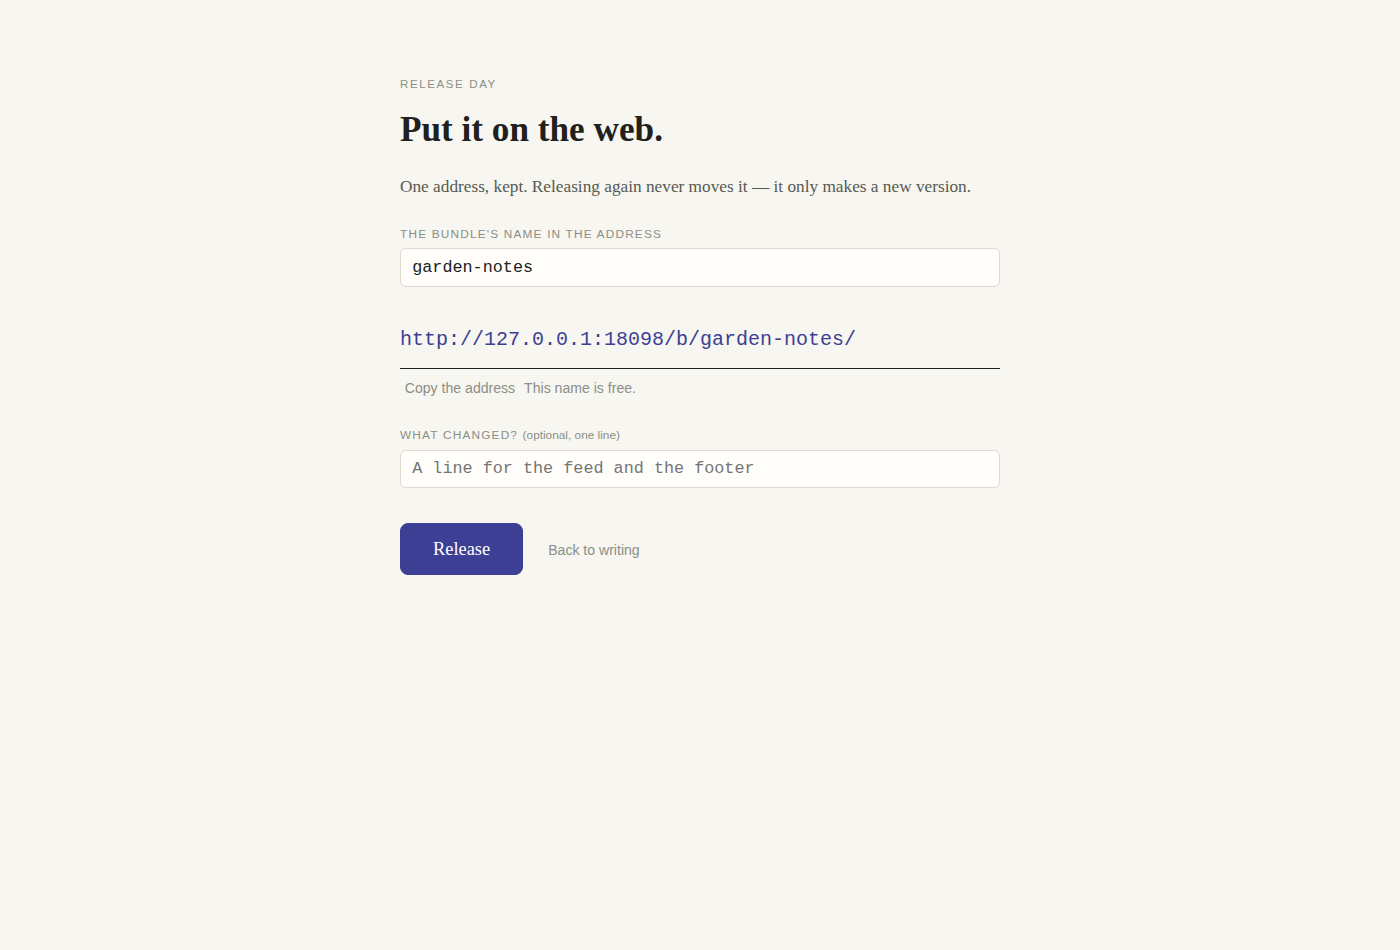 RELEASE DAY
Put it on the web.
One address, kept. Releasing again never moves it — it only makes a new version.
THE BUNDLE'S NAME IN THE ADDRESS
garden-notes
http://127.0.0.1:18098/b/garden-notes/
Copy the address This name is free.
WHAT CHANGED? (optional, one line)
A line for the feed and the footer
Release Back to writing